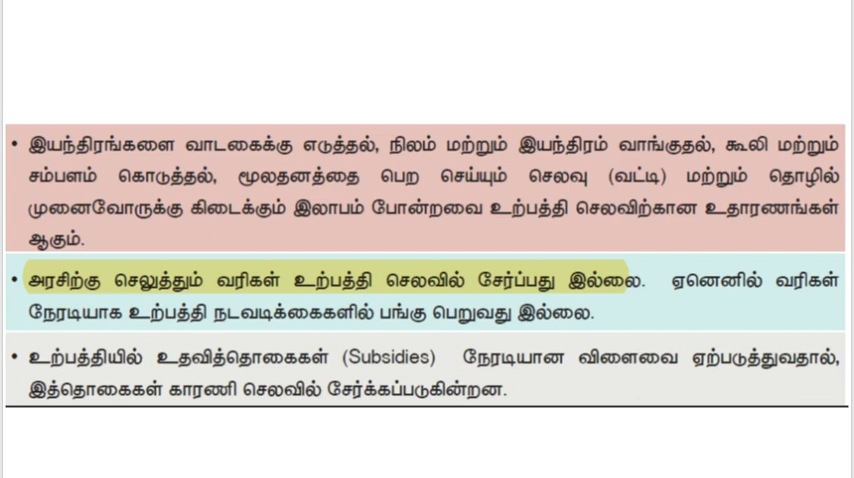 • இயந்திரங்களை வாடகைக்கு எடுத்தல், நிலம் மற்றும் இயந்திரம் வாங்குதல், கூலி மற்றும்
சம்பளம் கொடுத்தல், மூலதனத்தை பெற செய்யும் செலவு (வட்டி) மற்றும் தொழில்
முனைவோருக்கு கிடைக்கும் இலாபம் போன்றவை உற்பத்தி செலவிற்கான உதாரணங்கள்
ஆகும்.
• அரசிற்கு செலுத்தும் வரிகள் உற்பத்தி செலவில் சேர்ப்பது இல்லை. ஏனெனில் வரிகள்
நேரடியாக உற்பத்தி நடவடிக்கைகளில் பங்கு பெறுவது இல்லை.
• உற்பத்தியில் உதவித்தொகைகள் (Subsidies) நேரடியான விளைவை ஏற்படுத்துவதால்,
இத்தொகைகள் காரணி செலவில் சேர்க்கப்படுகின்றன.